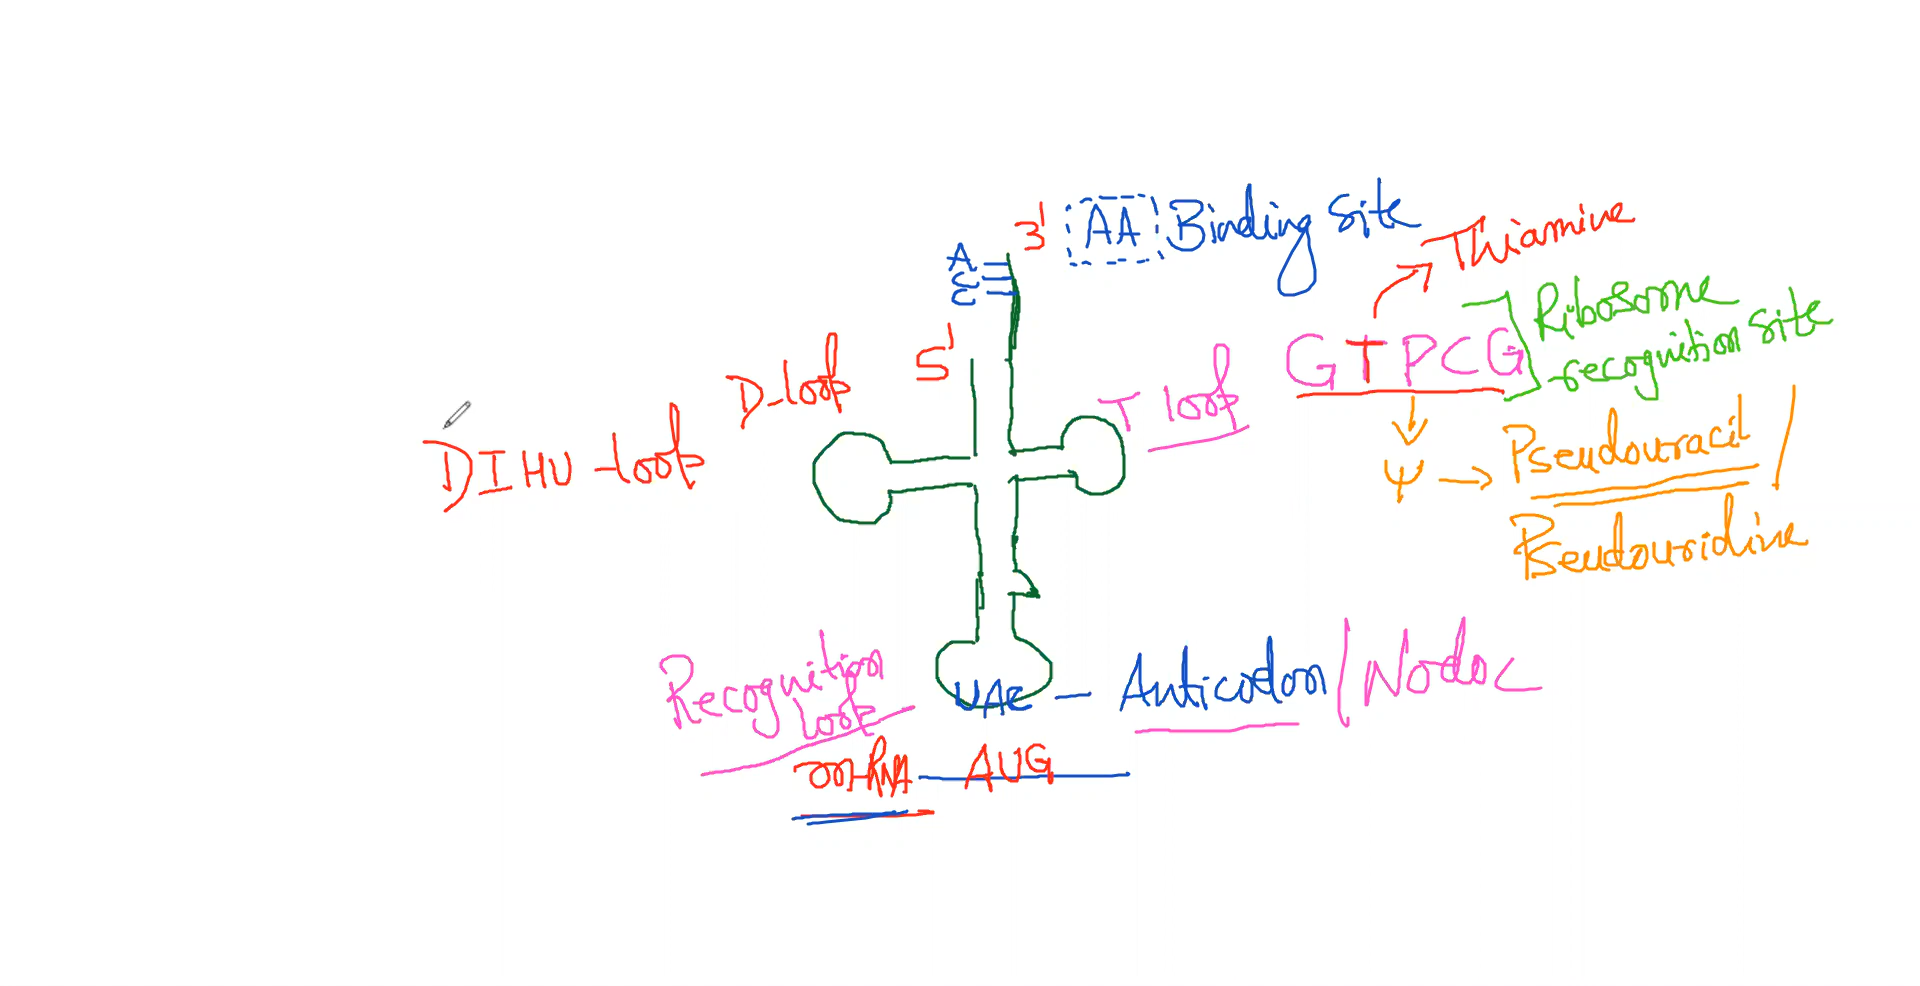 3' AA Binding site
A
C
C
Thiamine
Ribosome
recognition site
5'
GTPCG
D-loop
T loop
DIHU-loop
ψ → Pseudouracil /
Pseudouridine
Recognition
loop
UAC - Anticodon / Nodoc
m-RNA AUG